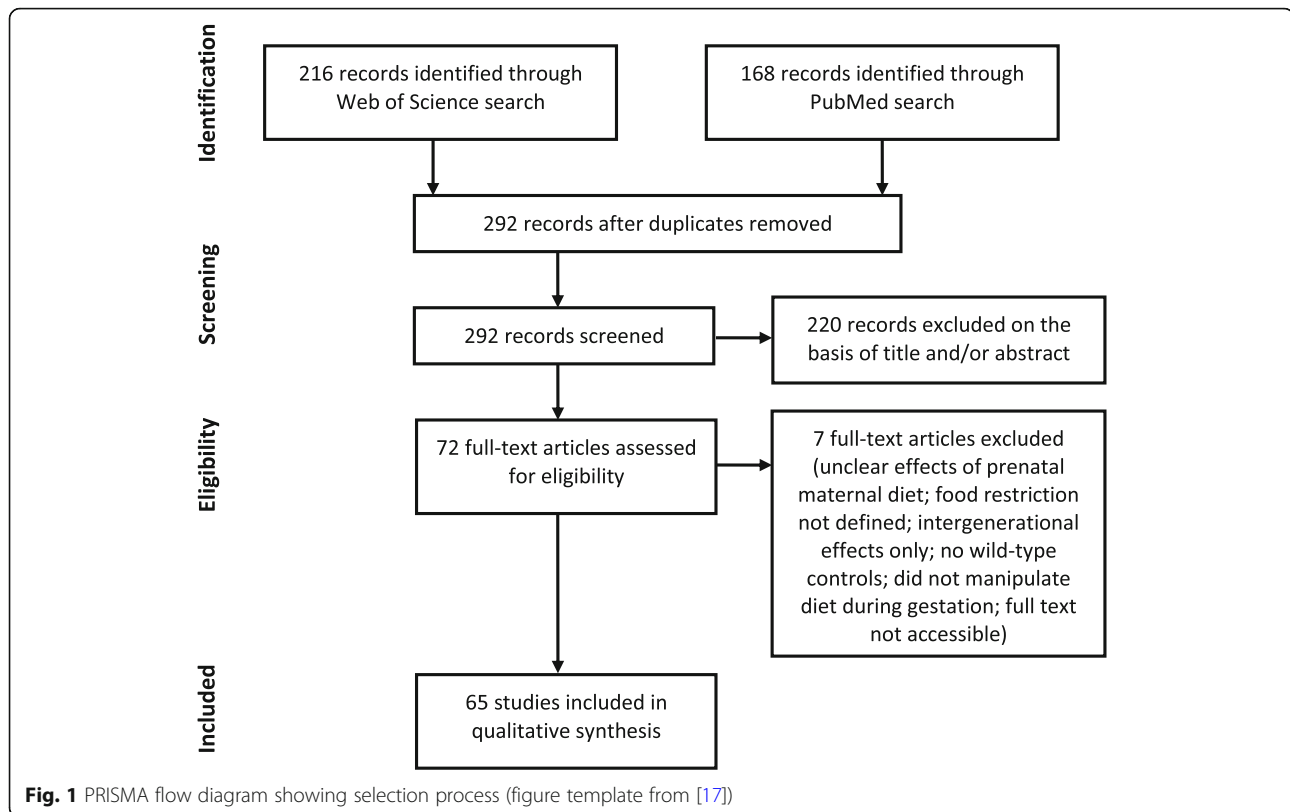 Identification
216 records identified through
Web of Science search
168 records identified through
PubMed search
292 records after duplicates removed
Screening
292 records screened
220 records excluded on the
basis of title and/or abstract
Eligibility
72 full-text articles assessed
for eligibility
7 full-text articles excluded
(unclear effects of prenatal
maternal diet; food restriction
not defined; intergenerational
effects only; no wild-type
controls; did not manipulate
diet during gestation; full text
not accessible)
Included
65 studies included in
qualitative synthesis
Fig. 1 PRISMA flow diagram showing selection process (figure template from [17])